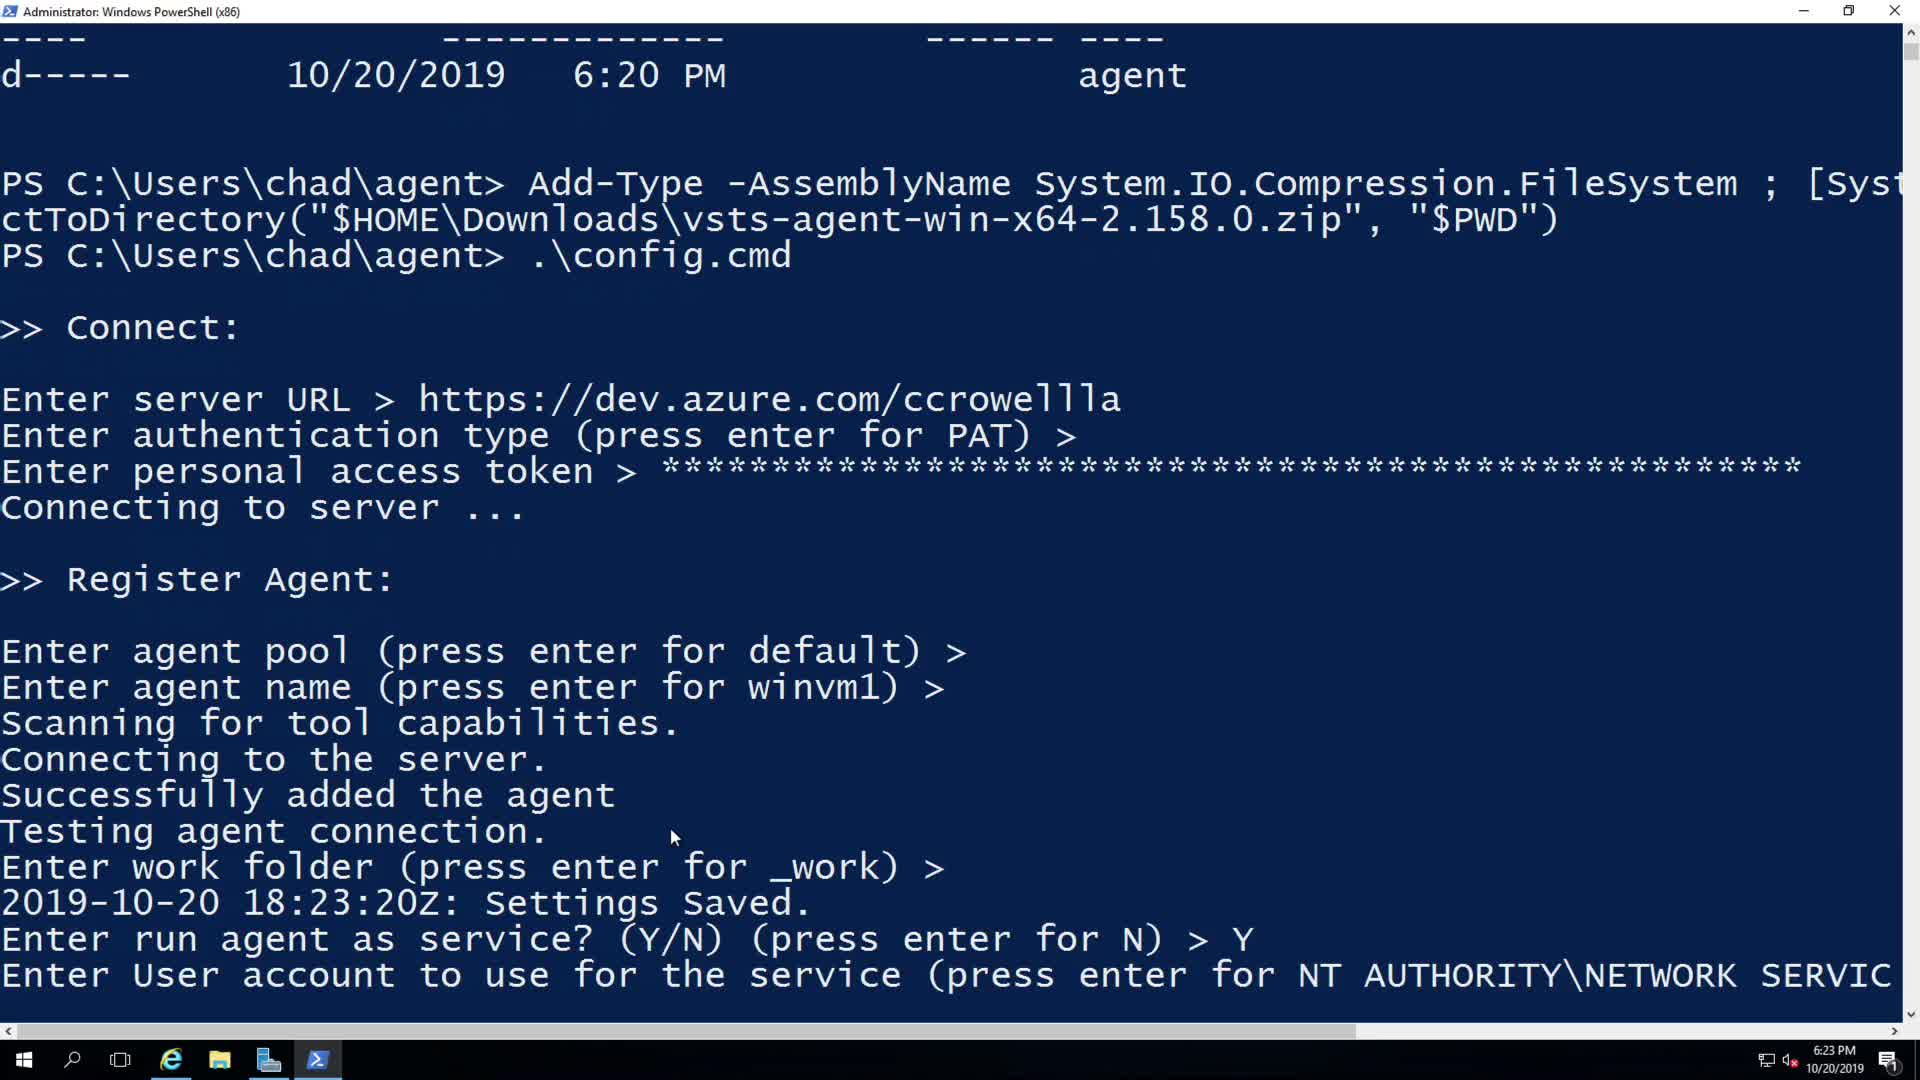 Administrator: Windows PowerShell (x86)
---- ------------- ------ ----
d----- 10/20/2019 6:20 PM agent
PS C:\Users\chad\agent> Add-Type -AssemblyName System.IO.Compression.FileSystem ; [Syst
ctToDirectory("$HOME\Downloads\vsts-agent-win-x64-2.158.0.zip", "$PWD")
PS C:\Users\chad\agent> .\config.cmd
>> Connect:
Enter server URL > https://dev.azure.com/ccrowellla
Enter authentication type (press enter for PAT) >
Enter personal access token > ****************************************************
Connecting to server ...
>> Register Agent:
Enter agent pool (press enter for default) >
Enter agent name (press enter for winvm1) >
Scanning for tool capabilities.
Connecting to the server.
Successfully added the agent
Testing agent connection.
Enter work folder (press enter for _work) >
2019-10-20 18:23:20Z: Settings Saved.
Enter run agent as service? (Y/N) (press enter for N) > Y
Enter User account to use for the service (press enter for NT AUTHORITY\NETWORK SERVIC
6:23 PM
10/20/2019
1